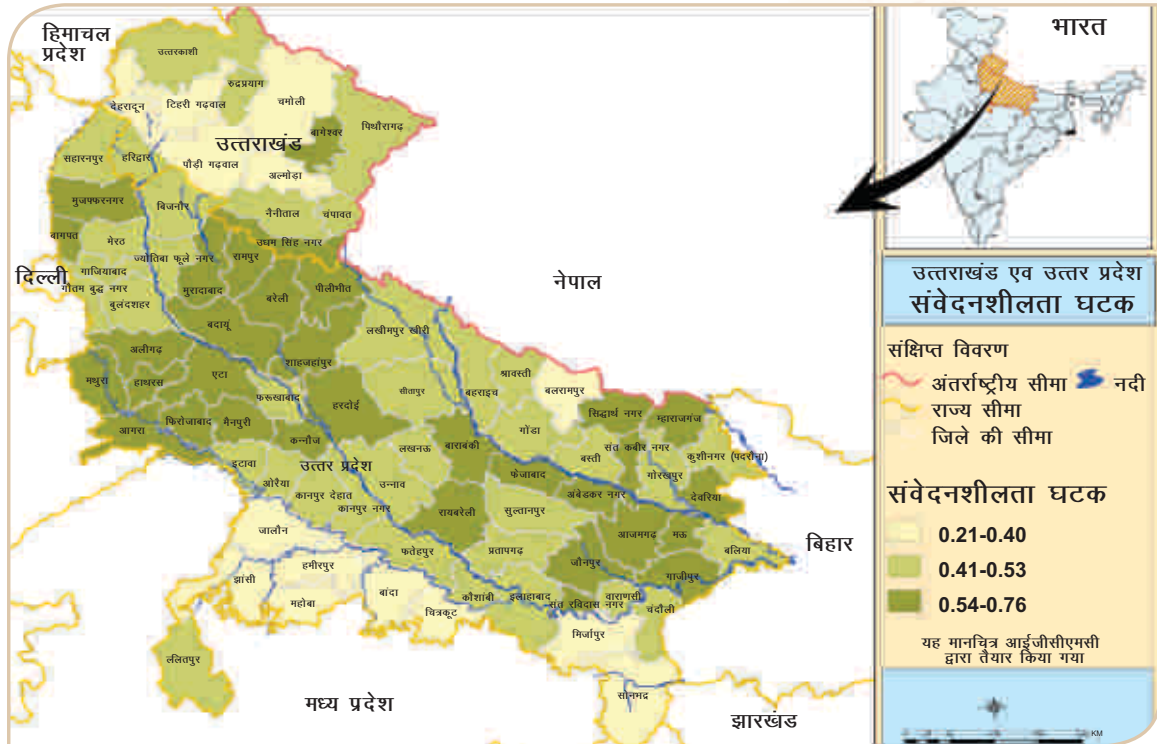 हिमाचल
प्रदेश
उत्तरकाशी
रुद्रप्रयाग
देहरादून
टिहरी गढ़वाल
चमोली
पिथौरागढ़
बागेश्वर
उत्तराखंड
सहारनपुर
हरिद्वार
पौड़ी गढ़वाल
अल्मोड़ा
मुजफ्फरनगर
बिजनौर
नैनीताल
चंपावत
बागपत
मेरठ
उधम सिंह नगर
ज्योतिबा फूले नगर
रामपुर
दिल्ली
गाजियाबाद
गौतम बुद्ध नगर
बुलंदशहर
मुरादाबाद
बरेली
पीलीभीत
नेपाल
बदायूं
लखीमपुर खीरी
अलीगढ़
शाहजहांपुर
श्रावस्ती
मथुरा
हाथरस
एटा
सीतापुर
बहराइच
बलरामपुर
फरूखाबाद
हरदोई
सिद्धार्थ नगर
महाराजगंज
आगरा
फिरोजाबाद
मैनपुरी
गोंडा
कन्नौज
लखनऊ
बाराबंकी
बस्ती
संत कबीर नगर
कुशीनगर (पदरौना)
इटावा
उत्तर प्रदेश
फेजाबाद
गोरखपुर
ओरैया
कानपुर देहात
उन्नाव
अंबेडकर नगर
देवरिया
कानपुर नगर
रायबरेली
सुल्तानपुर
जालौन
आजमगढ़
मऊ
बिहार
फतेहपुर
प्रतापगढ़
बलिया
झांसी
हमीरपुर
जौनपुर
गाजीपुर
महोबा
बांदा
कौशांबी
इलाहाबाद
वाराणसी
चित्रकूट
संत रविदास नगर
चंदौली
मिर्जापुर
ललितपुर
सोनभद्र
मध्य प्रदेश
झारखंड
भारत
उत्तराखंड एवं उत्तर प्रदेश
संवेदनशीलता घटक
संक्षिप्त विवरण
अंतर्राष्ट्रीय सीमा नदी
राज्य सीमा
जिले की सीमा
संवेदनशीलता घटक
0.21-0.40
0.41-0.53
0.54-0.76
यह मानचित्र आईजीसीएमसी
द्वारा तैयार किया गया
KM